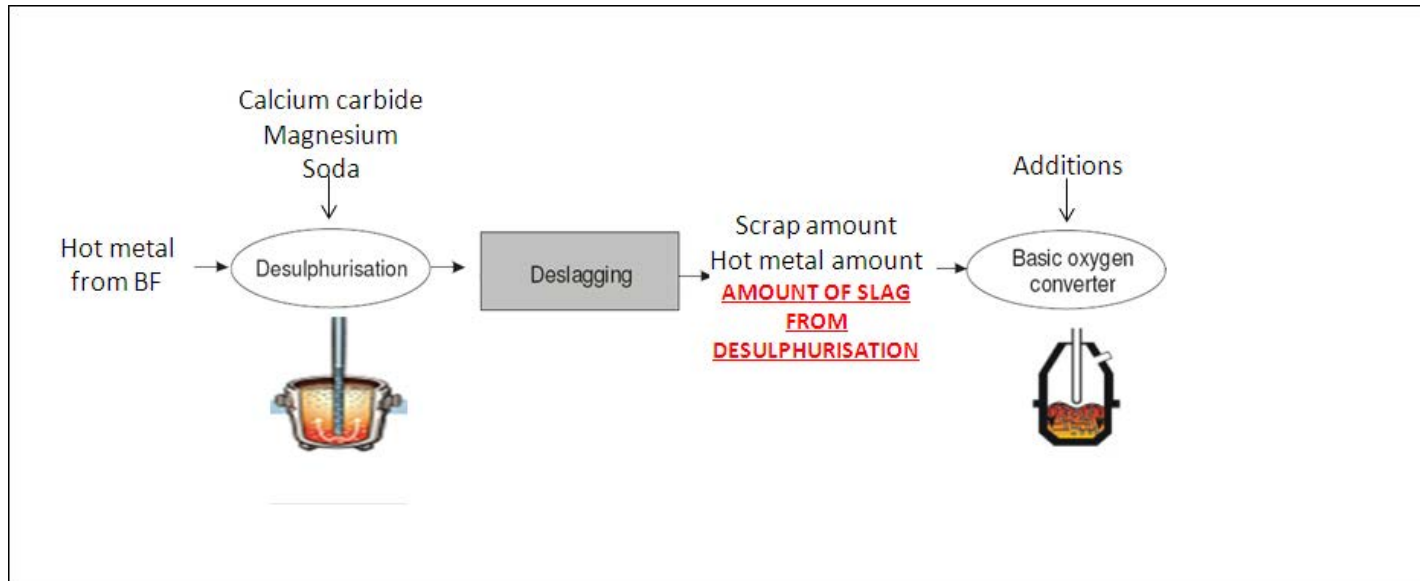 Calcium carbide
Magnesium
Soda
Hot metal
from BF
Desulphurisation
Deslagging
Scrap amount
Hot metal amount
AMOUNT OF SLAG
FROM
DESULPHURISATION
Additions
Basic oxygen
converter